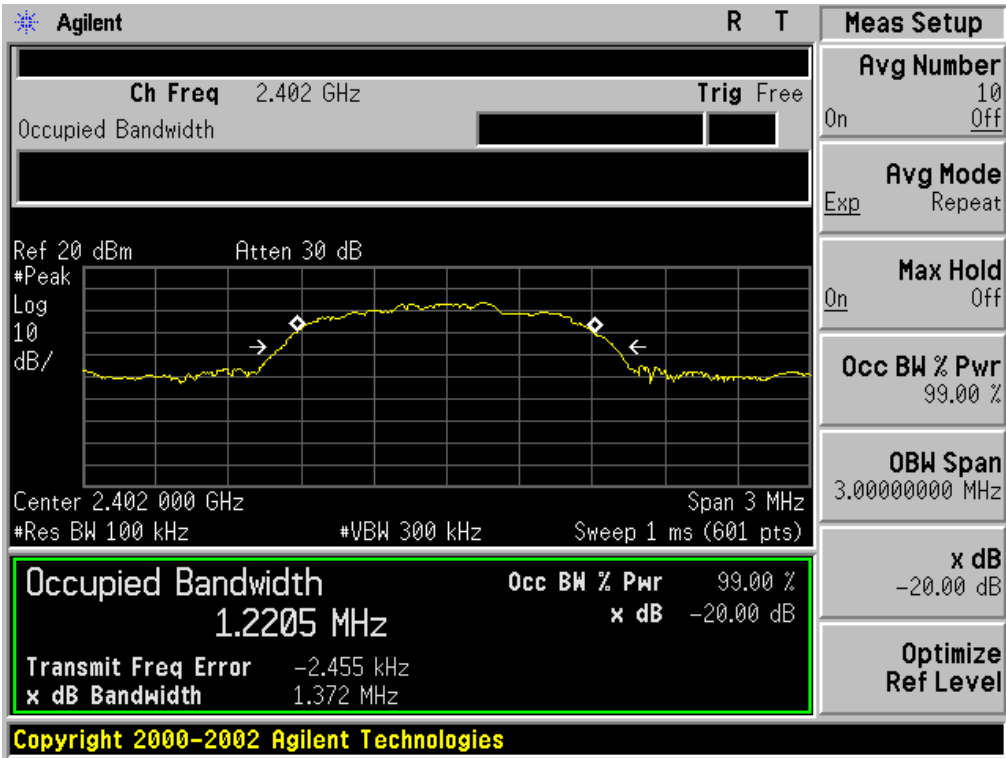 Agilent R T
Meas Setup
Ch Freq 2.402 GHz Trig Free
Occupied Bandwidth
Avg Number
10
On Off
Avg Mode
Exp Repeat
Max Hold
On Off
Occ BW % Pwr
99.00 %
OBW Span
3.00000000 MHz
x dB
-20.00 dB
Optimize
Ref Level
Ref 20 dBm Atten 30 dB
#Peak
Log
10
dB/
Center 2.402 000 GHz Span 3 MHz
#Res BW 100 kHz #VBW 300 kHz Sweep 1 ms (601 pts)
Occupied Bandwidth Occ BW % Pwr 99.00 %
1.2205 MHz x dB -20.00 dB
Transmit Freq Error -2.455 kHz
x dB Bandwidth 1.372 MHz
Copyright 2000-2002 Agilent Technologies